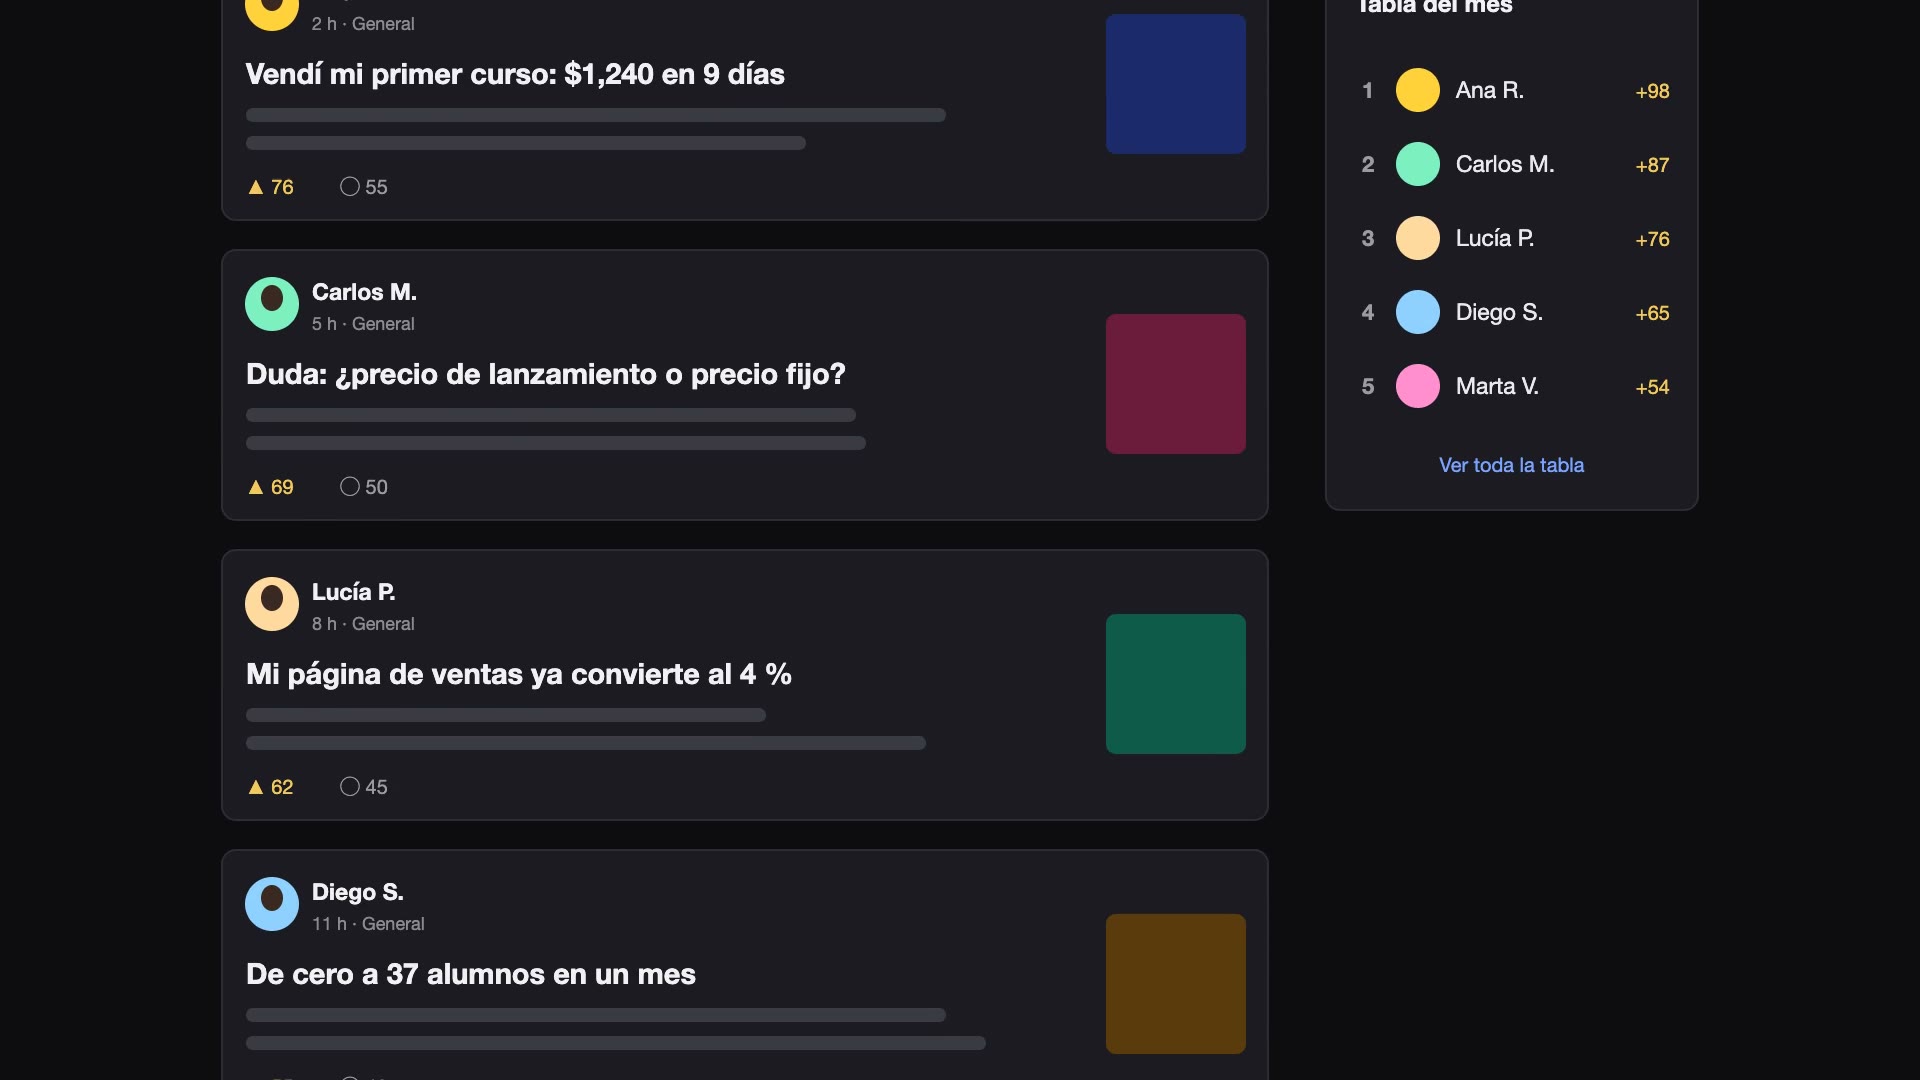 2 h · General
Vendí mi primer curso: $1,240 en 9 días
▲ 76 ◯ 55
Carlos M.
5 h · General
Duda: ¿precio de lanzamiento o precio fijo?
▲ 69 ◯ 50
Lucía P.
8 h · General
Mi página de ventas ya convierte al 4 %
▲ 62 ◯ 45
Diego S.
11 h · General
De cero a 37 alumnos en un mes
Tabla del mes
1 Ana R. +98
2 Carlos M. +87
3 Lucía P. +76
4 Diego S. +65
5 Marta V. +54
Ver toda la tabla